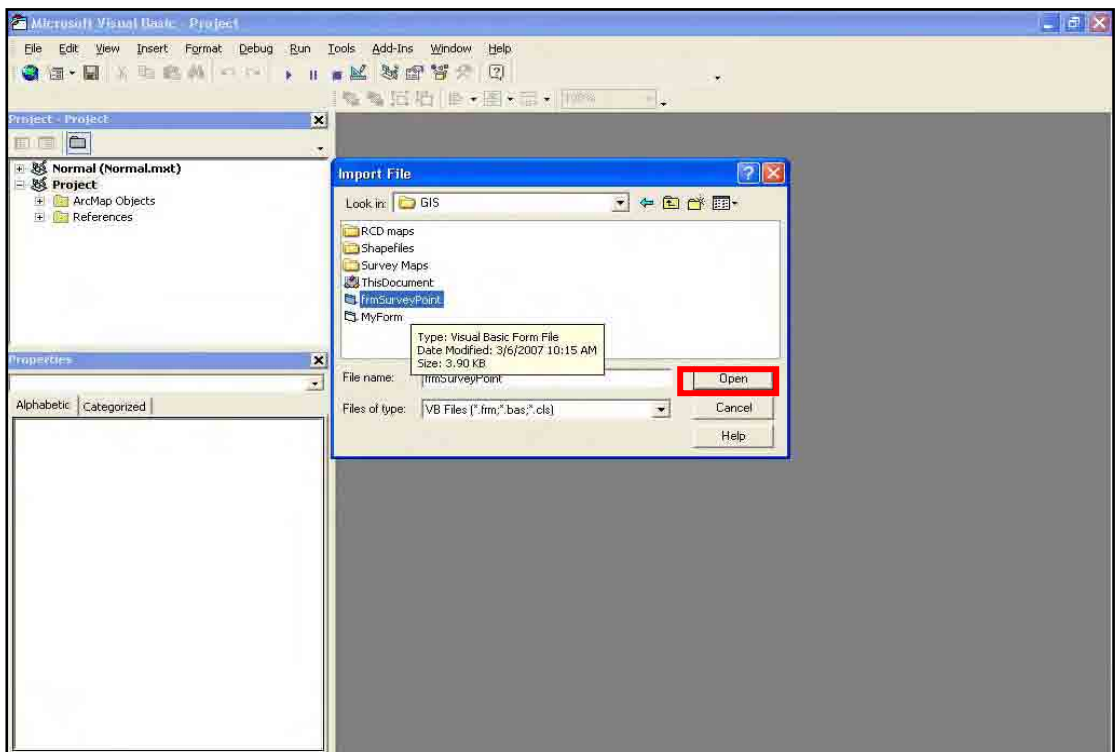 Microsoft Visual Basic - Project
File Edit View Insert Format Debug Run Tools Add-Ins Window Help
100%
Project - Project
Normal (Normal.mxt)
Project
ArcMap Objects
References
Import File
Look in: GIS
RCD maps
Shapefiles
Survey Maps
ThisDocument
frmSurveyPoint
MyForm
Type: Visual Basic Form File
Date Modified: 3/6/2007 10:15 AM
Size: 3.90 KB
File name: frmSurveyPoint Open
Files of type: VB Files (*.frm;*.bas;*.cls) Cancel
Help
Properties
Alphabetic Categorized